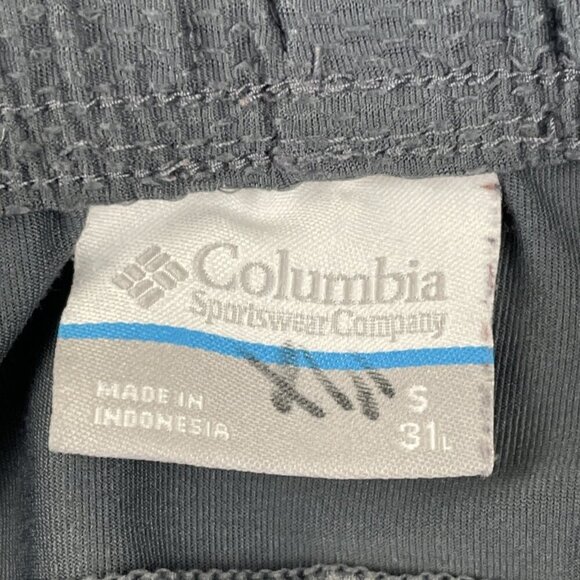 Columbia
Sportswear Company
MADE IN
INDONESIA
S
31L